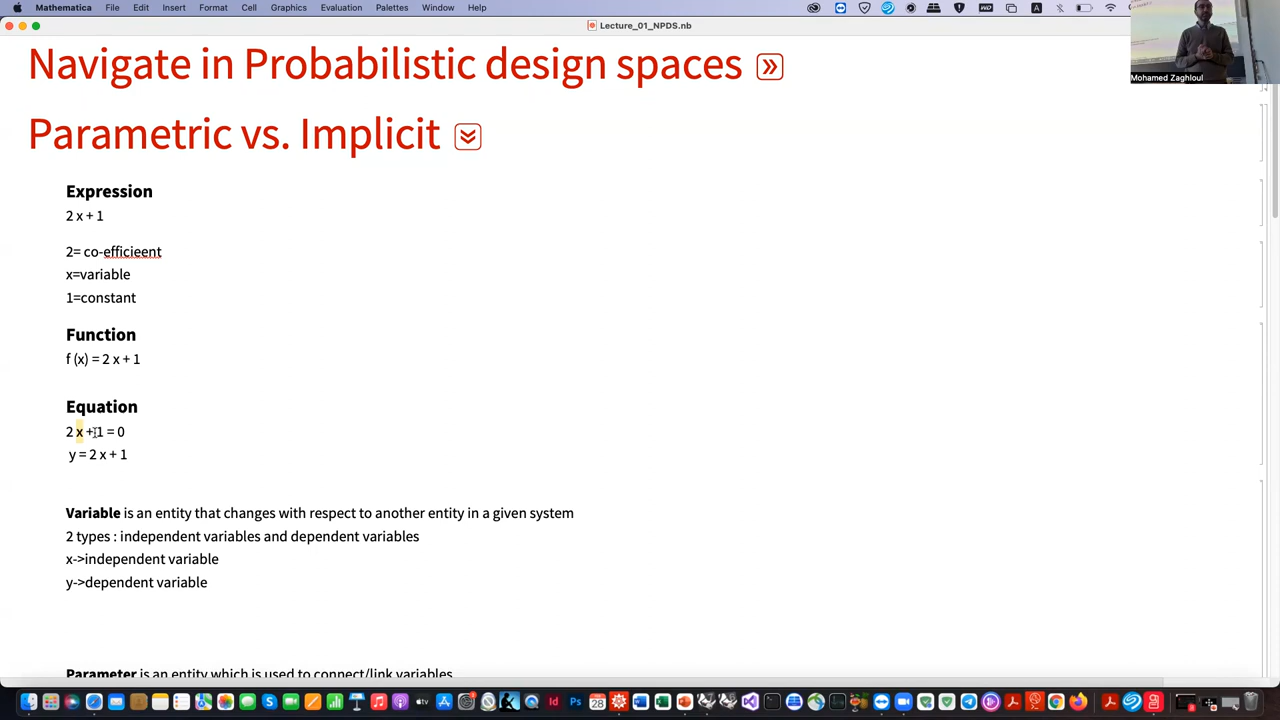 Mathematica File Edit Insert Format Cell Graphics Evaluation Palettes Window Help
Lecture_01_NPDS.nb
Mohamed Zaghloul
Navigate in Probabilistic design spaces
Parametric vs. Implicit
Expression
2 x + 1
2= co-efficieent
x=variable
1=constant
Function
f (x) = 2 x + 1
Equation
2 x + 1 = 0
y = 2 x + 1
Variable is an entity that changes with respect to another entity in a given system
2 types : independent variables and dependent variables
x->independent variable
y->dependent variable
Parameter is an entity which is used to connect/link variables